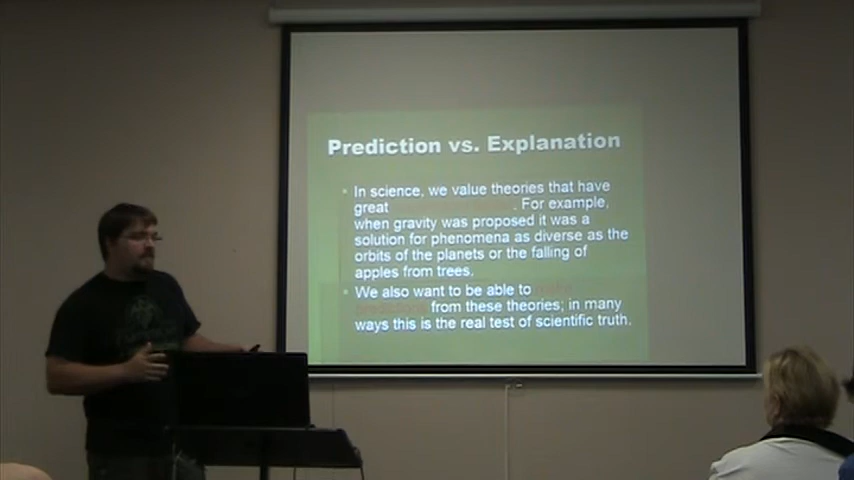 Prediction vs. Explanation
In science, we value theories that have
great . For example,
when gravity was proposed it was a
solution for phenomena as diverse as the
orbits of the planets or the falling of
apples from trees.
We also want to be able to make
predictions from these theories; in many
ways this is the real test of scientific truth.